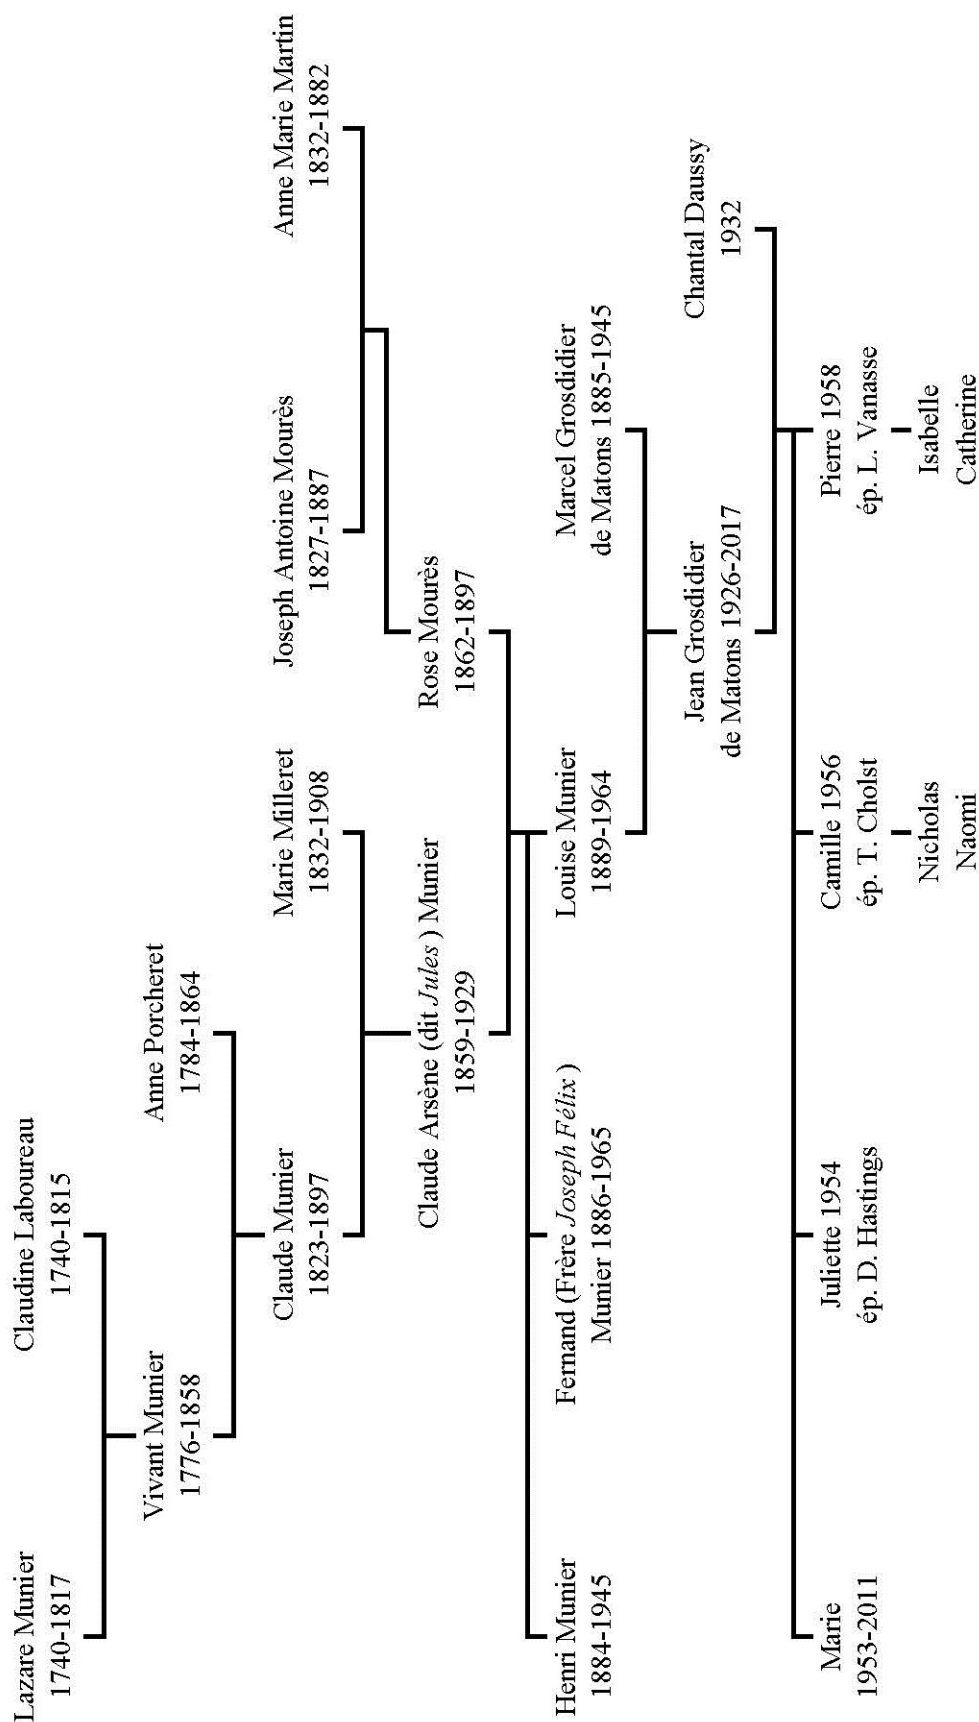 Lazare Munier
1740-1817
Claudine Laboureau
1740-1815
Vivant Munier
1776-1858
Anne Porcheret
1784-1864
Claude Munier
1823-1897
Marie Milleret
1832-1908
Joseph Antoine Mourès
1827-1887
Anne Marie Martin
1832-1882
Claude Arsène (dit Jules ) Munier
1859-1929
Rose Mourès
1862-1897
Henri Munier
1884-1945
Fernand (Frère Joseph Félix )
Munier 1886-1965
Louise Munier
1889-1964
Marcel Grosdidier
de Matons 1885-1945
Jean Grosdidier
de Matons 1926-2017
Chantal Daussy
1932
Marie
1953-2011
Juliette 1954
ép. D. Hastings
Camille 1956
ép. T. Cholst
Nicholas
Naomi
Pierre 1958
ép. L. Vanasse
Isabelle
Catherine